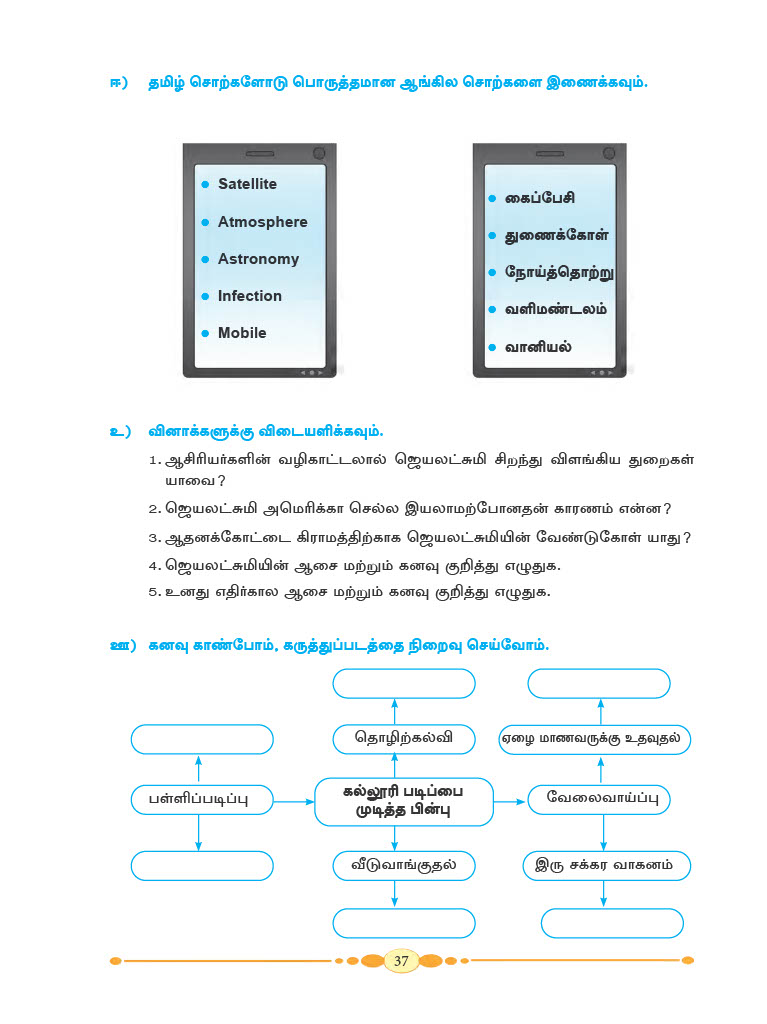 ஈ) தமிழ் சொற்களோடு பொருத்தமான ஆங்கில சொற்களை இணைக்கவும்.
• Satellite
• Atmosphere
• Astronomy
• Infection
• Mobile
• கைப்பேசி
• துணைக்கோள்
• நோய்த்தொற்று
• வளிமண்டலம்
• வானியல்
உ) வினாக்களுக்கு விடையளிக்கவும்.
1. ஆசிரியர்களின் வழிகாட்டலால் ஜெயலட்சுமி சிறந்து விளங்கிய துறைகள்
யாவை?
2. ஜெயலட்சுமி அமெரிக்கா செல்ல இயலாமற்போனதன் காரணம் என்ன?
3. ஆதனக்கோட்டை கிராமத்திற்காக ஜெயலட்சுமியின் வேண்டுகோள் யாது?
4. ஜெயலட்சுமியின் ஆசை மற்றும் கனவு குறித்து எழுதுக.
5. உனது எதிர்கால ஆசை மற்றும் கனவு குறித்து எழுதுக.
ஊ) கனவு காண்போம், கருத்துப்படத்தை நிறைவு செய்வோம்.
தொழிற்கல்வி
ஏழை மாணவருக்கு உதவுதல்
பள்ளிப்படிப்பு
கல்லூரி படிப்பை
முடித்த பின்பு
வேலைவாய்ப்பு
வீடுவாங்குதல்
இரு சக்கர வாகனம்
37